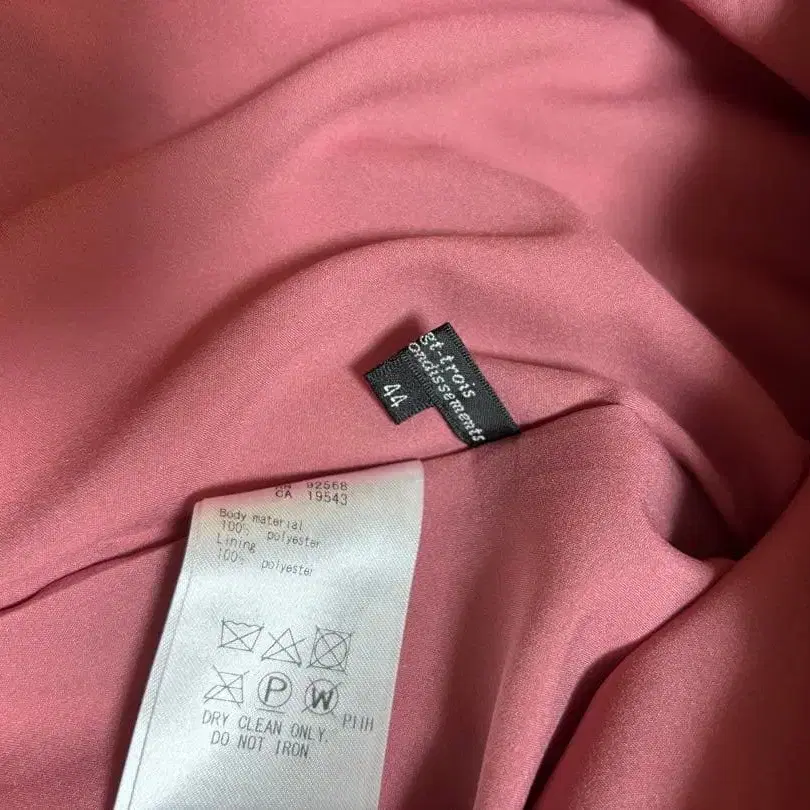 et-trois
ondissements
44
92568
CA 19543
Body material
100% polyester
Lining
100% polyester
P W
DRY CLEAN ONLY.
DO NOT IRON